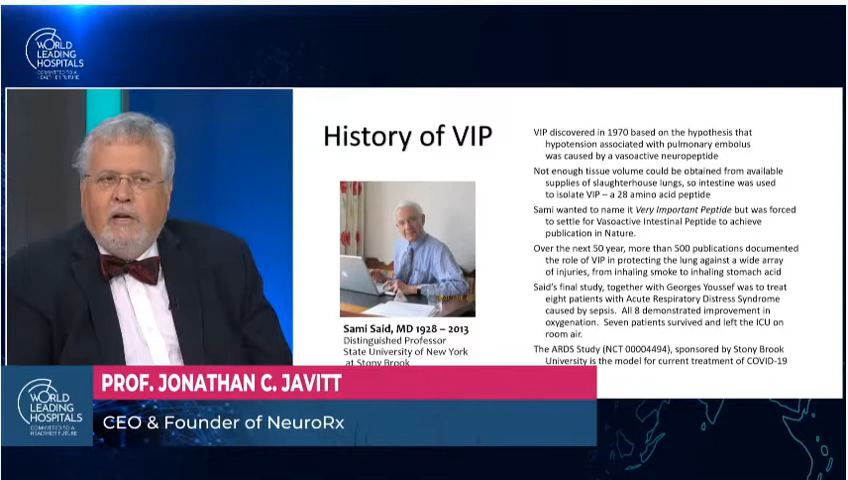 WORLD
LEADING
HOSPITALS
COMMITTED TO A
HEALTHIER FUTURE
History of VIP
Sami Said, MD 1928 – 2013
Distinguished Professor
State University of New York
at Stony Brook
VIP discovered in 1970 based on the hypothesis that
hypotension associated with pulmonary embolus
was caused by a vasoactive neuropeptide
Not enough tissue volume could be obtained from available
supplies of slaughterhouse lungs, so intestine was used
to isolate VIP – a 28 amino acid peptide
Sami wanted to name it Very Important Peptide but was forced
to settle for Vasoactive Intestinal Peptide to achieve
publication in Nature.
Over the next 50 year, more than 500 publications documented
the role of VIP in protecting the lung against a wide array
of injuries, from inhaling smoke to inhaling stomach acid
Said's final study, together with Georges Youssef was to treat
eight patients with Acute Respiratory Distress Syndrome
caused by sepsis. All 8 demonstrated improvement in
oxygenation. Seven patients survived and left the ICU on
room air.
The ARDS Study (NCT 00004494), sponsored by Stony Brook
University is the model for current treatment of COVID-19
WORLD
LEADING
HOSPITALS
COMMITTED TO A
HEALTHIER FUTURE
PROF. JONATHAN C. JAVITT
CEO & Founder of NeuroRx